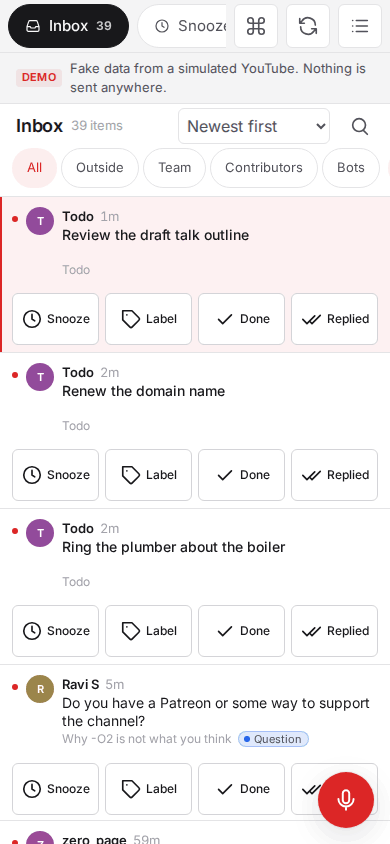 Inbox 39
Snooze
DEMO
Fake data from a simulated YouTube. Nothing is
sent anywhere.
Inbox 39 items
Newest first
All
Outside
Team
Contributors
Bots
T
Todo 1m
Review the draft talk outline
Todo
Snooze
Label
Done
Replied
T
Todo 2m
Renew the domain name
Todo
Snooze
Label
Done
Replied
T
Todo 2m
Ring the plumber about the boiler
Todo
Snooze
Label
Done
Replied
R
Ravi S 5m
Do you have a Patreon or some way to support
the channel?
Why -O2 is not what you think Question
Snooze
Label
Done
zero_page 59m